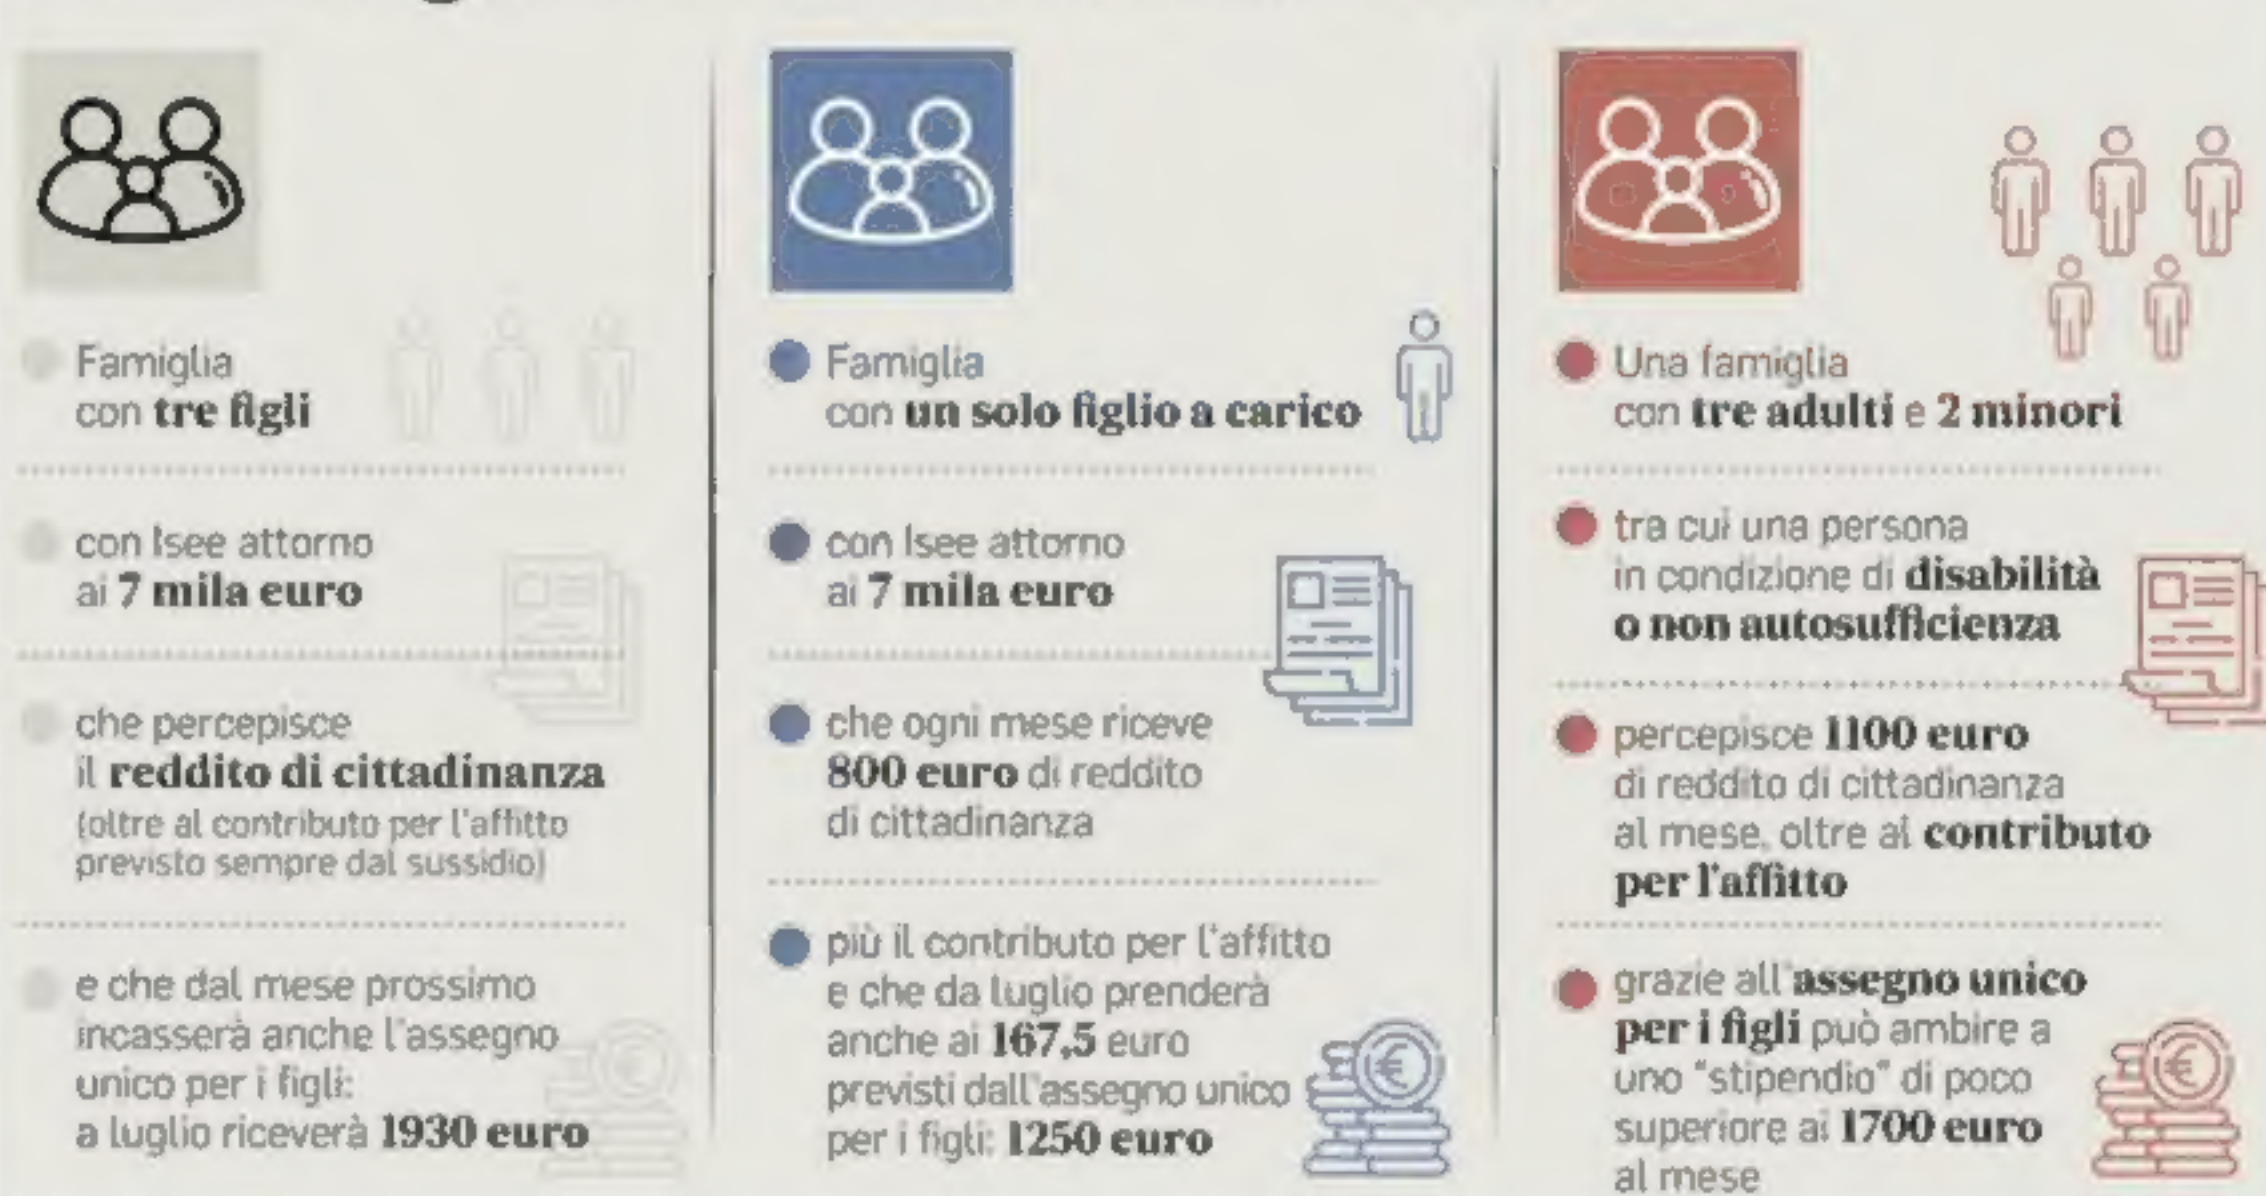 Famiglia
con tre figli
con Isee attorno
ai 7 mila euro
che percepisce
il reddito di cittadinanza
(oltre al contributo per l'affitto
previsto sempre dal sussidio)
e che dal mese prossimo
incasserà anche l'assegno
unico per i figli:
a luglio riceverà 1930 euro
Famiglia
con un solo figlio a carico
con Isee attorno
ai 7 mila euro
che ogni mese riceve
800 euro di reddito
di cittadinanza
più il contributo per l'affitto
e che da luglio prenderà
anche ai 167,5 euro
previsti dall'assegno unico
per i figli: 1250 euro
Una famiglia
con tre adulti e 2 minori
tra cui una persona
in condizione di disabilità
o non autosufficienza
percepisce 1100 euro
di reddito di cittadinanza
al mese, oltre al contributo
per l'affitto
grazie all'assegno unico
per i figli può ambire a
uno "stipendio" di poco
superiore ai 1700 euro
al mese